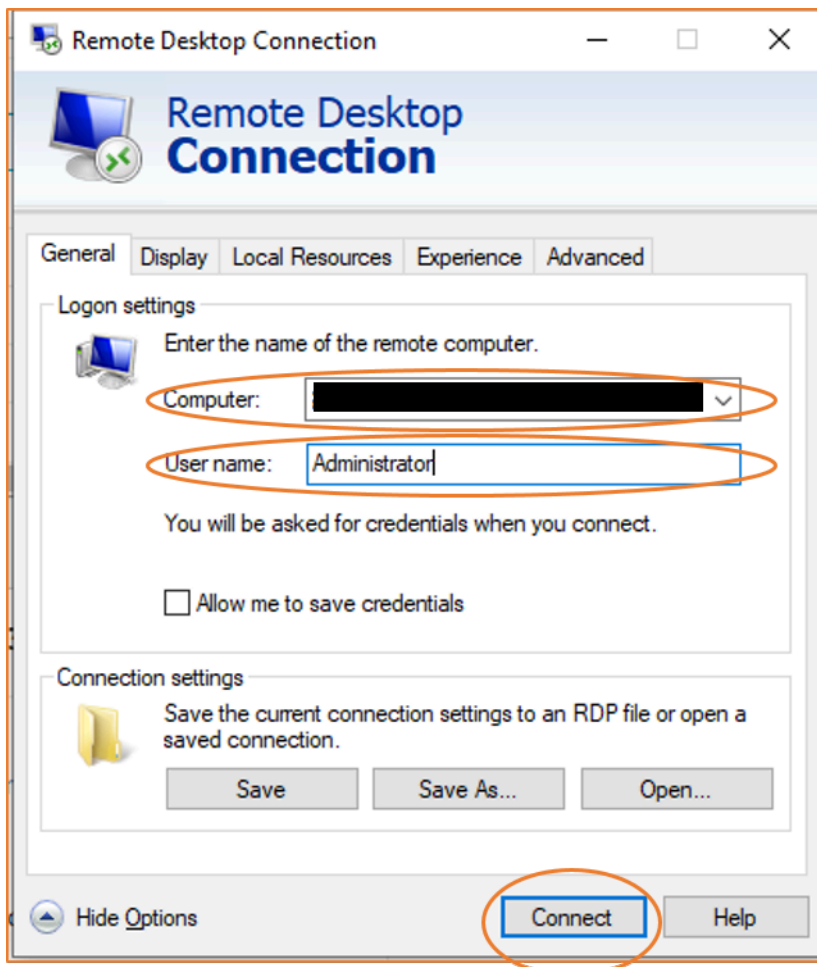 Remote Desktop Connection
Remote Desktop
Connection
General Display Local Resources Experience Advanced
Logon settings
Enter the name of the remote computer.
Computer:
User name: Administrator
You will be asked for credentials when you connect.
Allow me to save credentials
Connection settings
Save the current connection settings to an RDP file or open a
saved connection.
Save Save As... Open...
Hide Options Connect Help